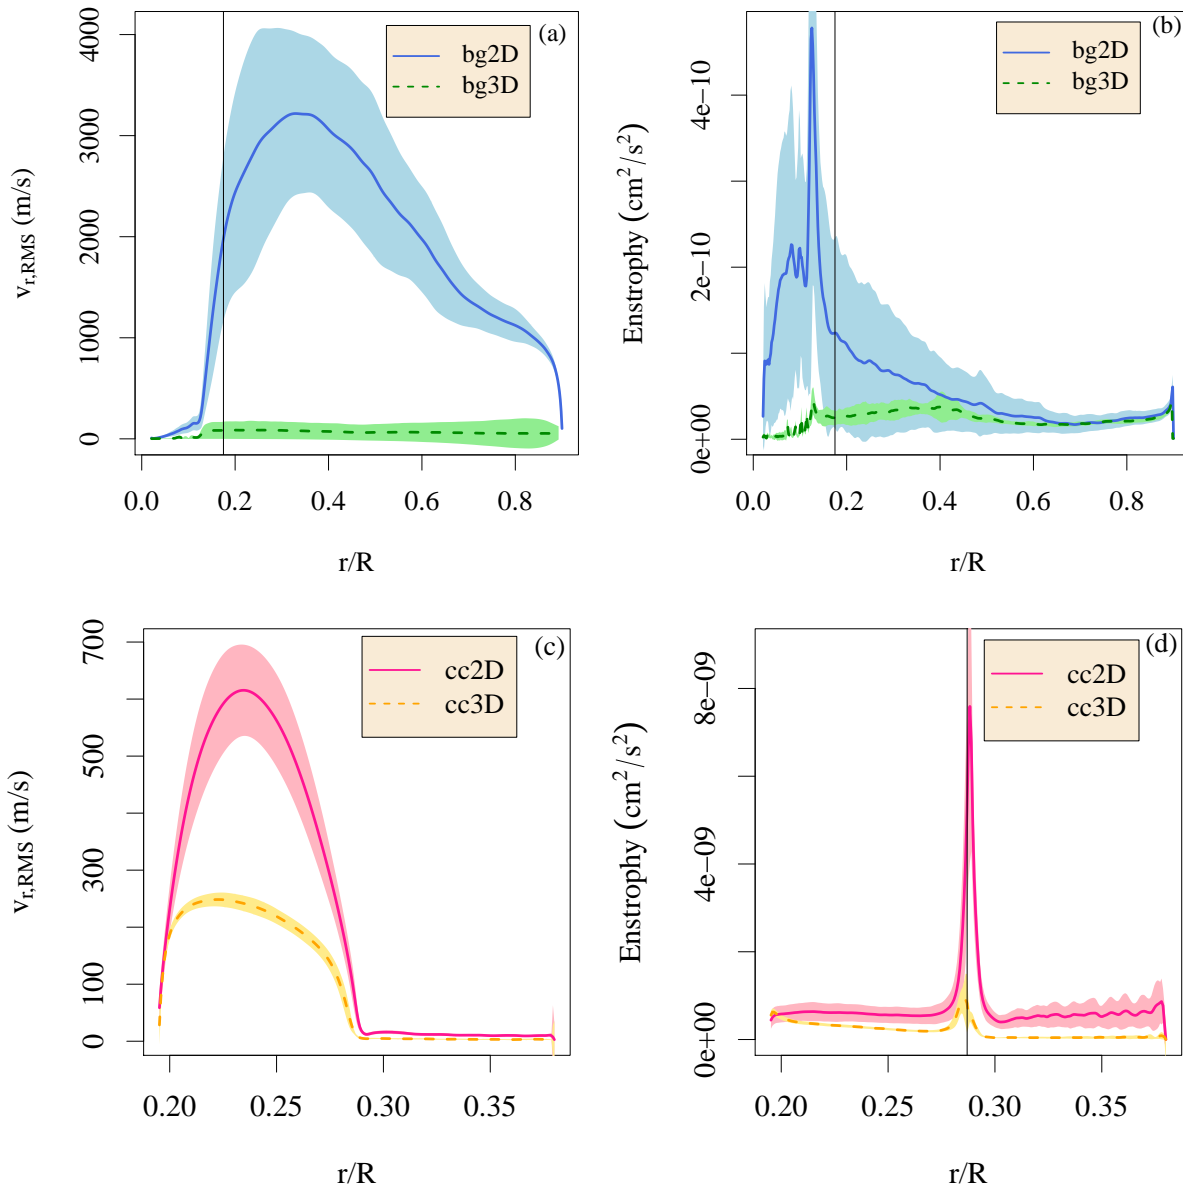 (a)
bg2D
bg3D
v_{r,RMS} (m/s)
0 1000 2000 3000 4000
0.0 0.2 0.4 0.6 0.8
r/R
(b)
bg2D
bg3D
Enstrophy (cm²/s²)
0e+00 2e−10 4e−10
0.0 0.2 0.4 0.6 0.8
r/R
(c)
cc2D
cc3D
v_{r,RMS} (m/s)
0 100 300 500 700
0.20 0.25 0.30 0.35
r/R
(d)
cc2D
cc3D
Enstrophy (cm²/s²)
0e+00 4e−09 8e−09
0.20 0.25 0.30 0.35
r/R